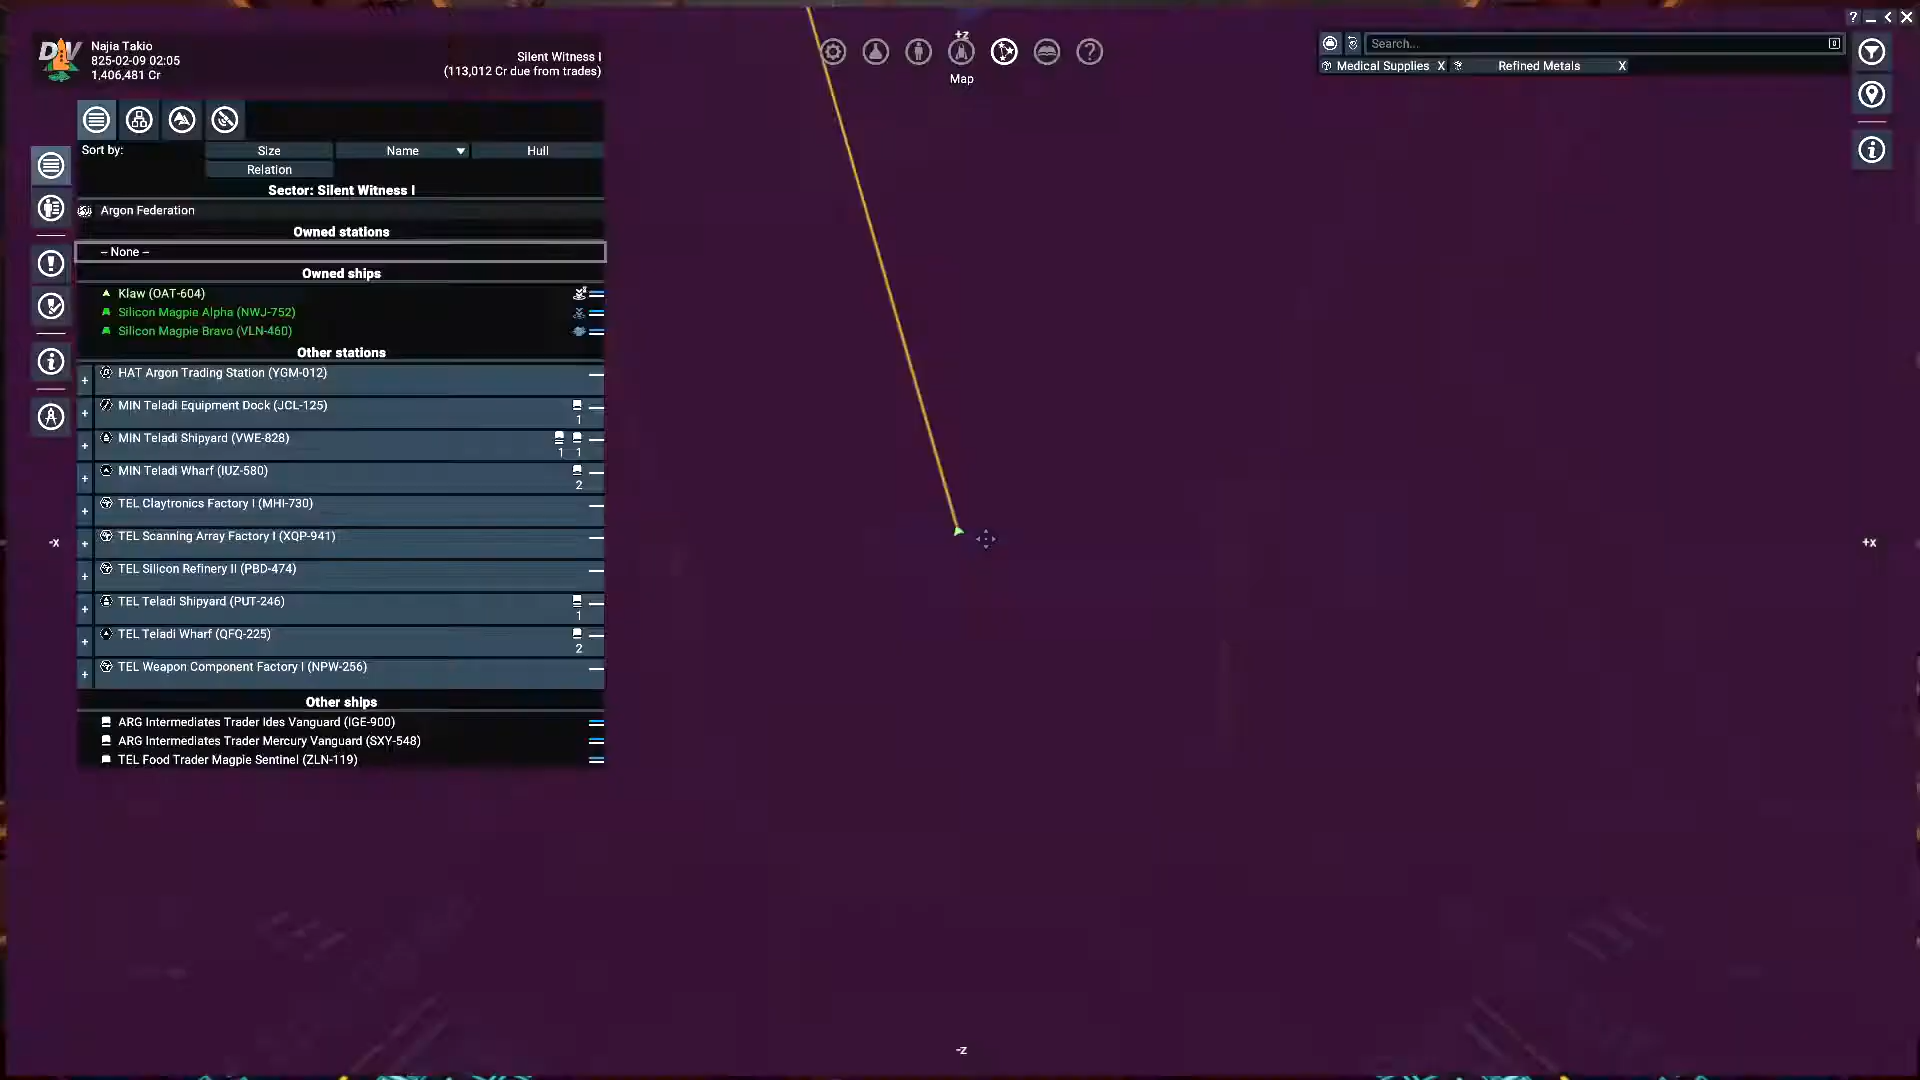 Najia Takio
825-02-09 02:05
1,406,481 Cr
Silent Witness I
(113,012 Cr due from trades)
+z
Map
Search...
Medical Supplies X
Refined Metals X
Sort by:
Size
Name
Hull
Relation
Sector: Silent Witness I
Argon Federation
Owned stations
-- None --
Owned ships
Klaw (OAT-604)
Silicon Magpie Alpha (NWJ-752)
Silicon Magpie Bravo (VLN-460)
Other stations
+ HAT Argon Trading Station (YGM-012)
+ MIN Teladi Equipment Dock (JCL-125)
1
+ MIN Teladi Shipyard (VWE-828)
1 1
+ MIN Teladi Wharf (IUZ-580)
2
+ TEL Claytronics Factory I (MHI-730)
+ TEL Scanning Array Factory I (XQP-941)
+ TEL Silicon Refinery II (PBD-474)
+ TEL Teladi Shipyard (PUT-246)
1
+ TEL Teladi Wharf (QFQ-225)
2
+ TEL Weapon Component Factory I (NPW-256)
Other ships
ARG Intermediates Trader Ides Vanguard (IGE-900)
ARG Intermediates Trader Mercury Vanguard (SXY-548)
TEL Food Trader Magpie Sentinel (ZLN-119)
-x
+x
-z